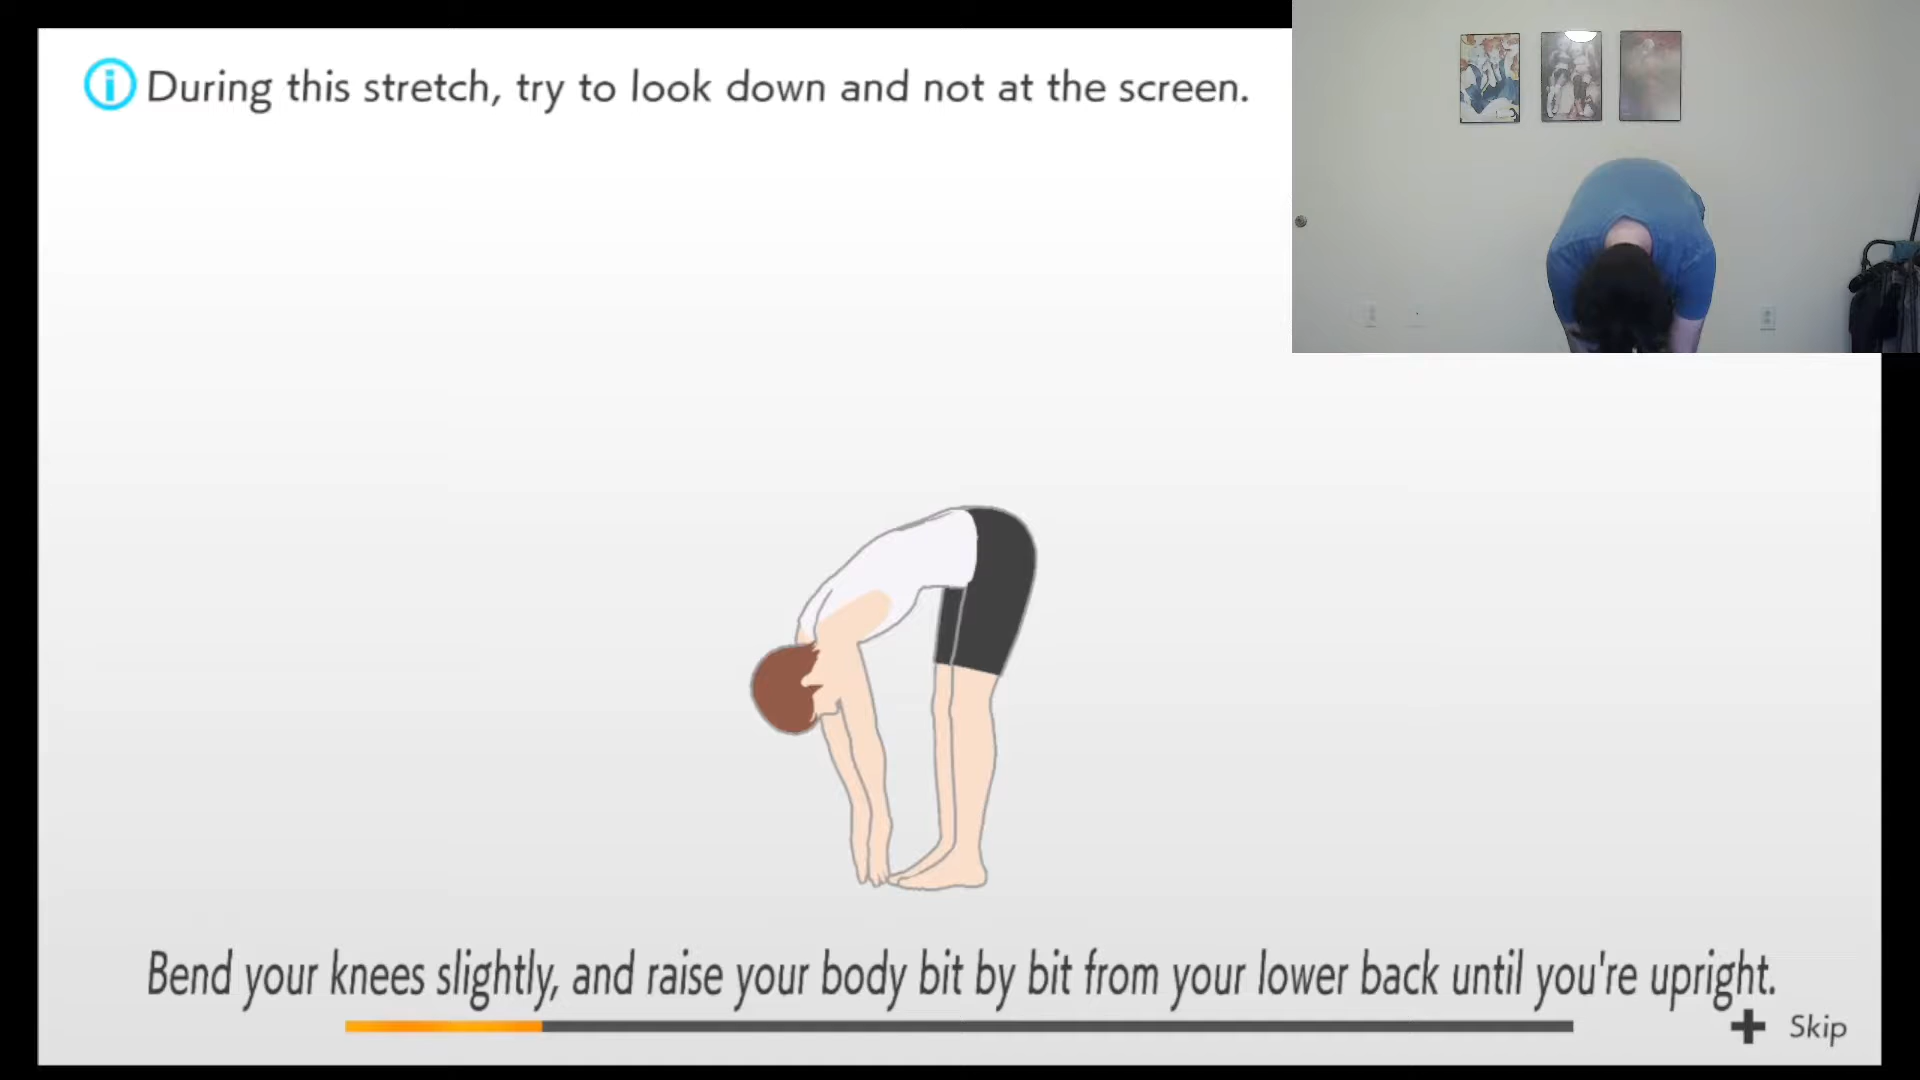 During this stretch, try to look down and not at the screen.
Bend your knees slightly, and raise your body bit by bit from your lower back until you're upright.
Skip